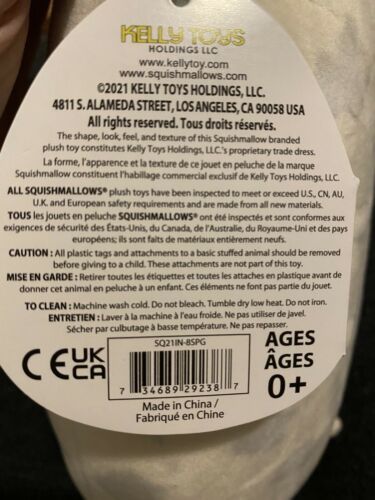 KELLY TOYS
HOLDINGS LLC
www.kellytoy.com
www.squishmallows.com
©2021 KELLY TOYS HOLDINGS, LLC.
4811 S. ALAMEDA STREET, LOS ANGELES, CA 90058 USA
All rights reserved. Tous droits réservés.
The shape, look, feel, and texture of this Squishmallow branded
plush toy constitutes Kelly Toys Holdings, LLC.'s proprietary trade dress.
La forme, l'apparence et la texture de ce jouet en peluche de la marque
Squishmallow constituent l'habillage commercial exclusif de Kelly Toys Holdings, LLC.
ALL SQUISHMALLOWS® plush toys have been inspected to meet or exceed U.S., CN, AU,
U.K. and European safety requirements and are made from all new materials.
TOUS les jouets en peluche SQUISHMALLOWS® ont été inspectés et sont conformes aux
exigences de sécurité des États-Unis, du Canada, de l'Australie, du Royaume-Uni et des pays
européens; ils sont faits de matériaux entièrement neufs.
CAUTION : All plastic tags and attachments to a basic stuffed animal should be removed
before giving to a child. These attachments are not part of this toy.
MISE EN GARDE : Retirer toutes les étiquettes et toutes les attaches en plastique avant de
donner cet animal en peluche à un enfant. Ces éléments ne font pas partie du jouet.
TO CLEAN : Machine wash cold. Do not bleach. Tumble dry low heat. Do not iron.
ENTRETIEN : Laver à la machine à l'eau froide. Ne pas utiliser de javel.
Sécher par culbutage à basse température. Ne pas repasser.
CE UK CA
SQ21IN-8SPG
7 34689 29238 7
Made in China /
Fabriqué en Chine
AGES
ÂGES
0+